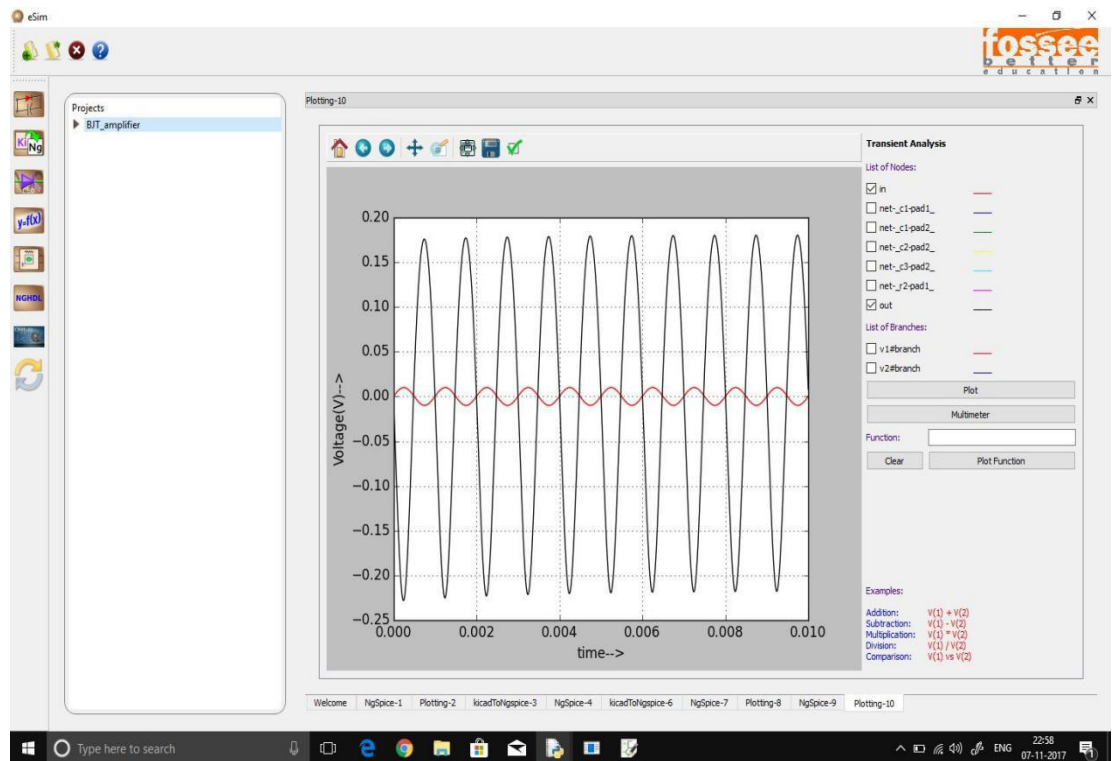 eSim
fossee
better
education
Projects
BJT_amplifier
Plotting-10
Ki
Ng
y=f(x)
NGHDL
0.20
0.15
0.10
0.05
0.00
−0.05
−0.10
−0.15
−0.20
−0.25
Voltage(V)-->
0.000 0.002 0.004 0.006 0.008 0.010
time-->
Transient Analysis
List of Nodes:
in
net-_c1-pad1_
net-_c1-pad2_
net-_c2-pad2_
net-_c3-pad2_
net-_r2-pad1_
out
List of Branches:
v1#branch
v2#branch
Plot
Multimeter
Function:
Clear Plot Function
Examples:
Addition: V(1) + V(2)
Subtraction: V(1) - V(2)
Multiplication: V(1) * V(2)
Division: V(1) / V(2)
Comparison: V(1) vs V(2)
Welcome NgSpice-1 Plotting-2 kicadToNgspice-3 NgSpice-4 kicadToNgspice-6 NgSpice-7 Plotting-8 NgSpice-9 Plotting-10
Type here to search
ENG
22:58
07-11-2017